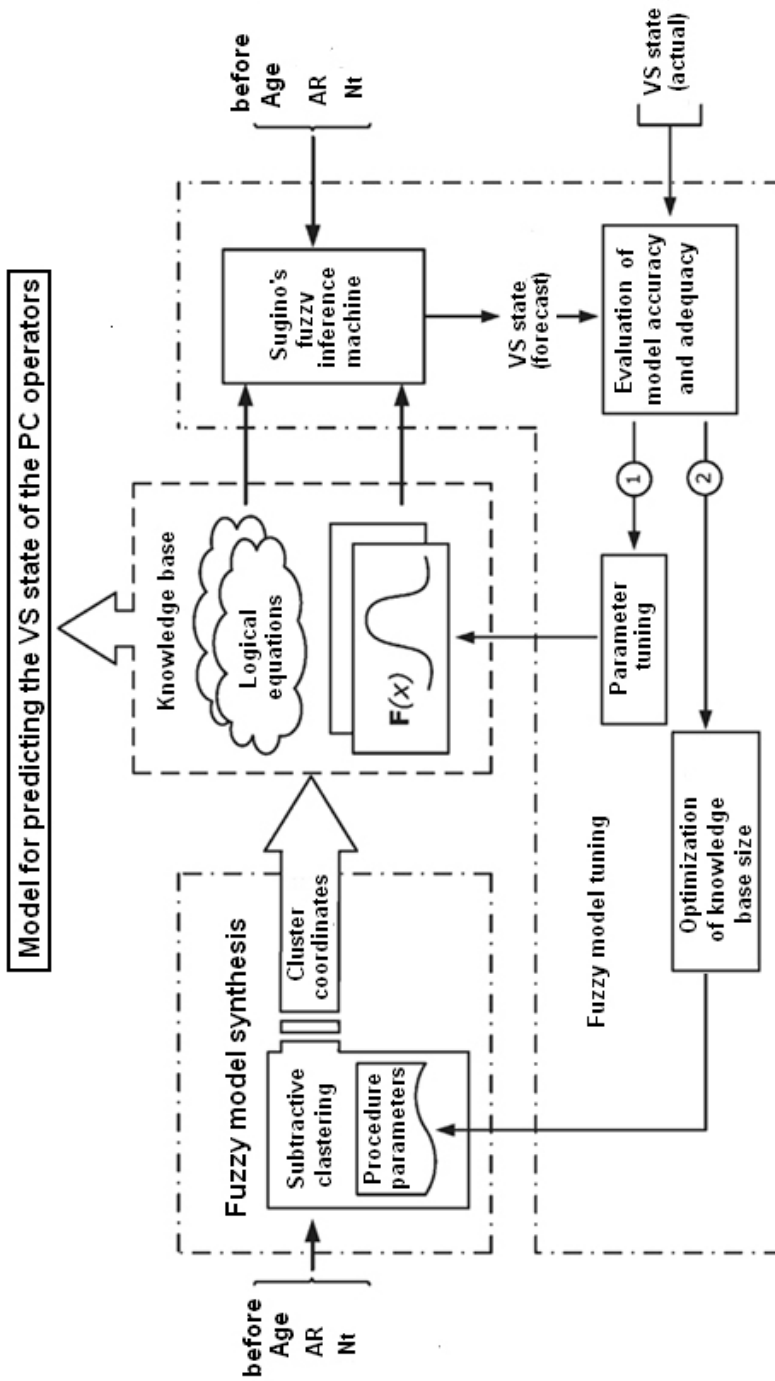 Model for predicting the VS state of the PC operators
before
Age
AR
Nt
Fuzzy model synthesis
Subtractive
clastering
Procedure
parameters
Cluster
coordinates
Knowledge base
Logical
equations
F(x)
Sugino's
fuzzy
inference
machine
before
Age
AR
Nt
VS state
(forecast)
VS state
(actual)
Evaluation of
model accuracy
and adequacy
1
2
Parameter
tuning
Optimization
of knowledge
base size
Fuzzy model tuning